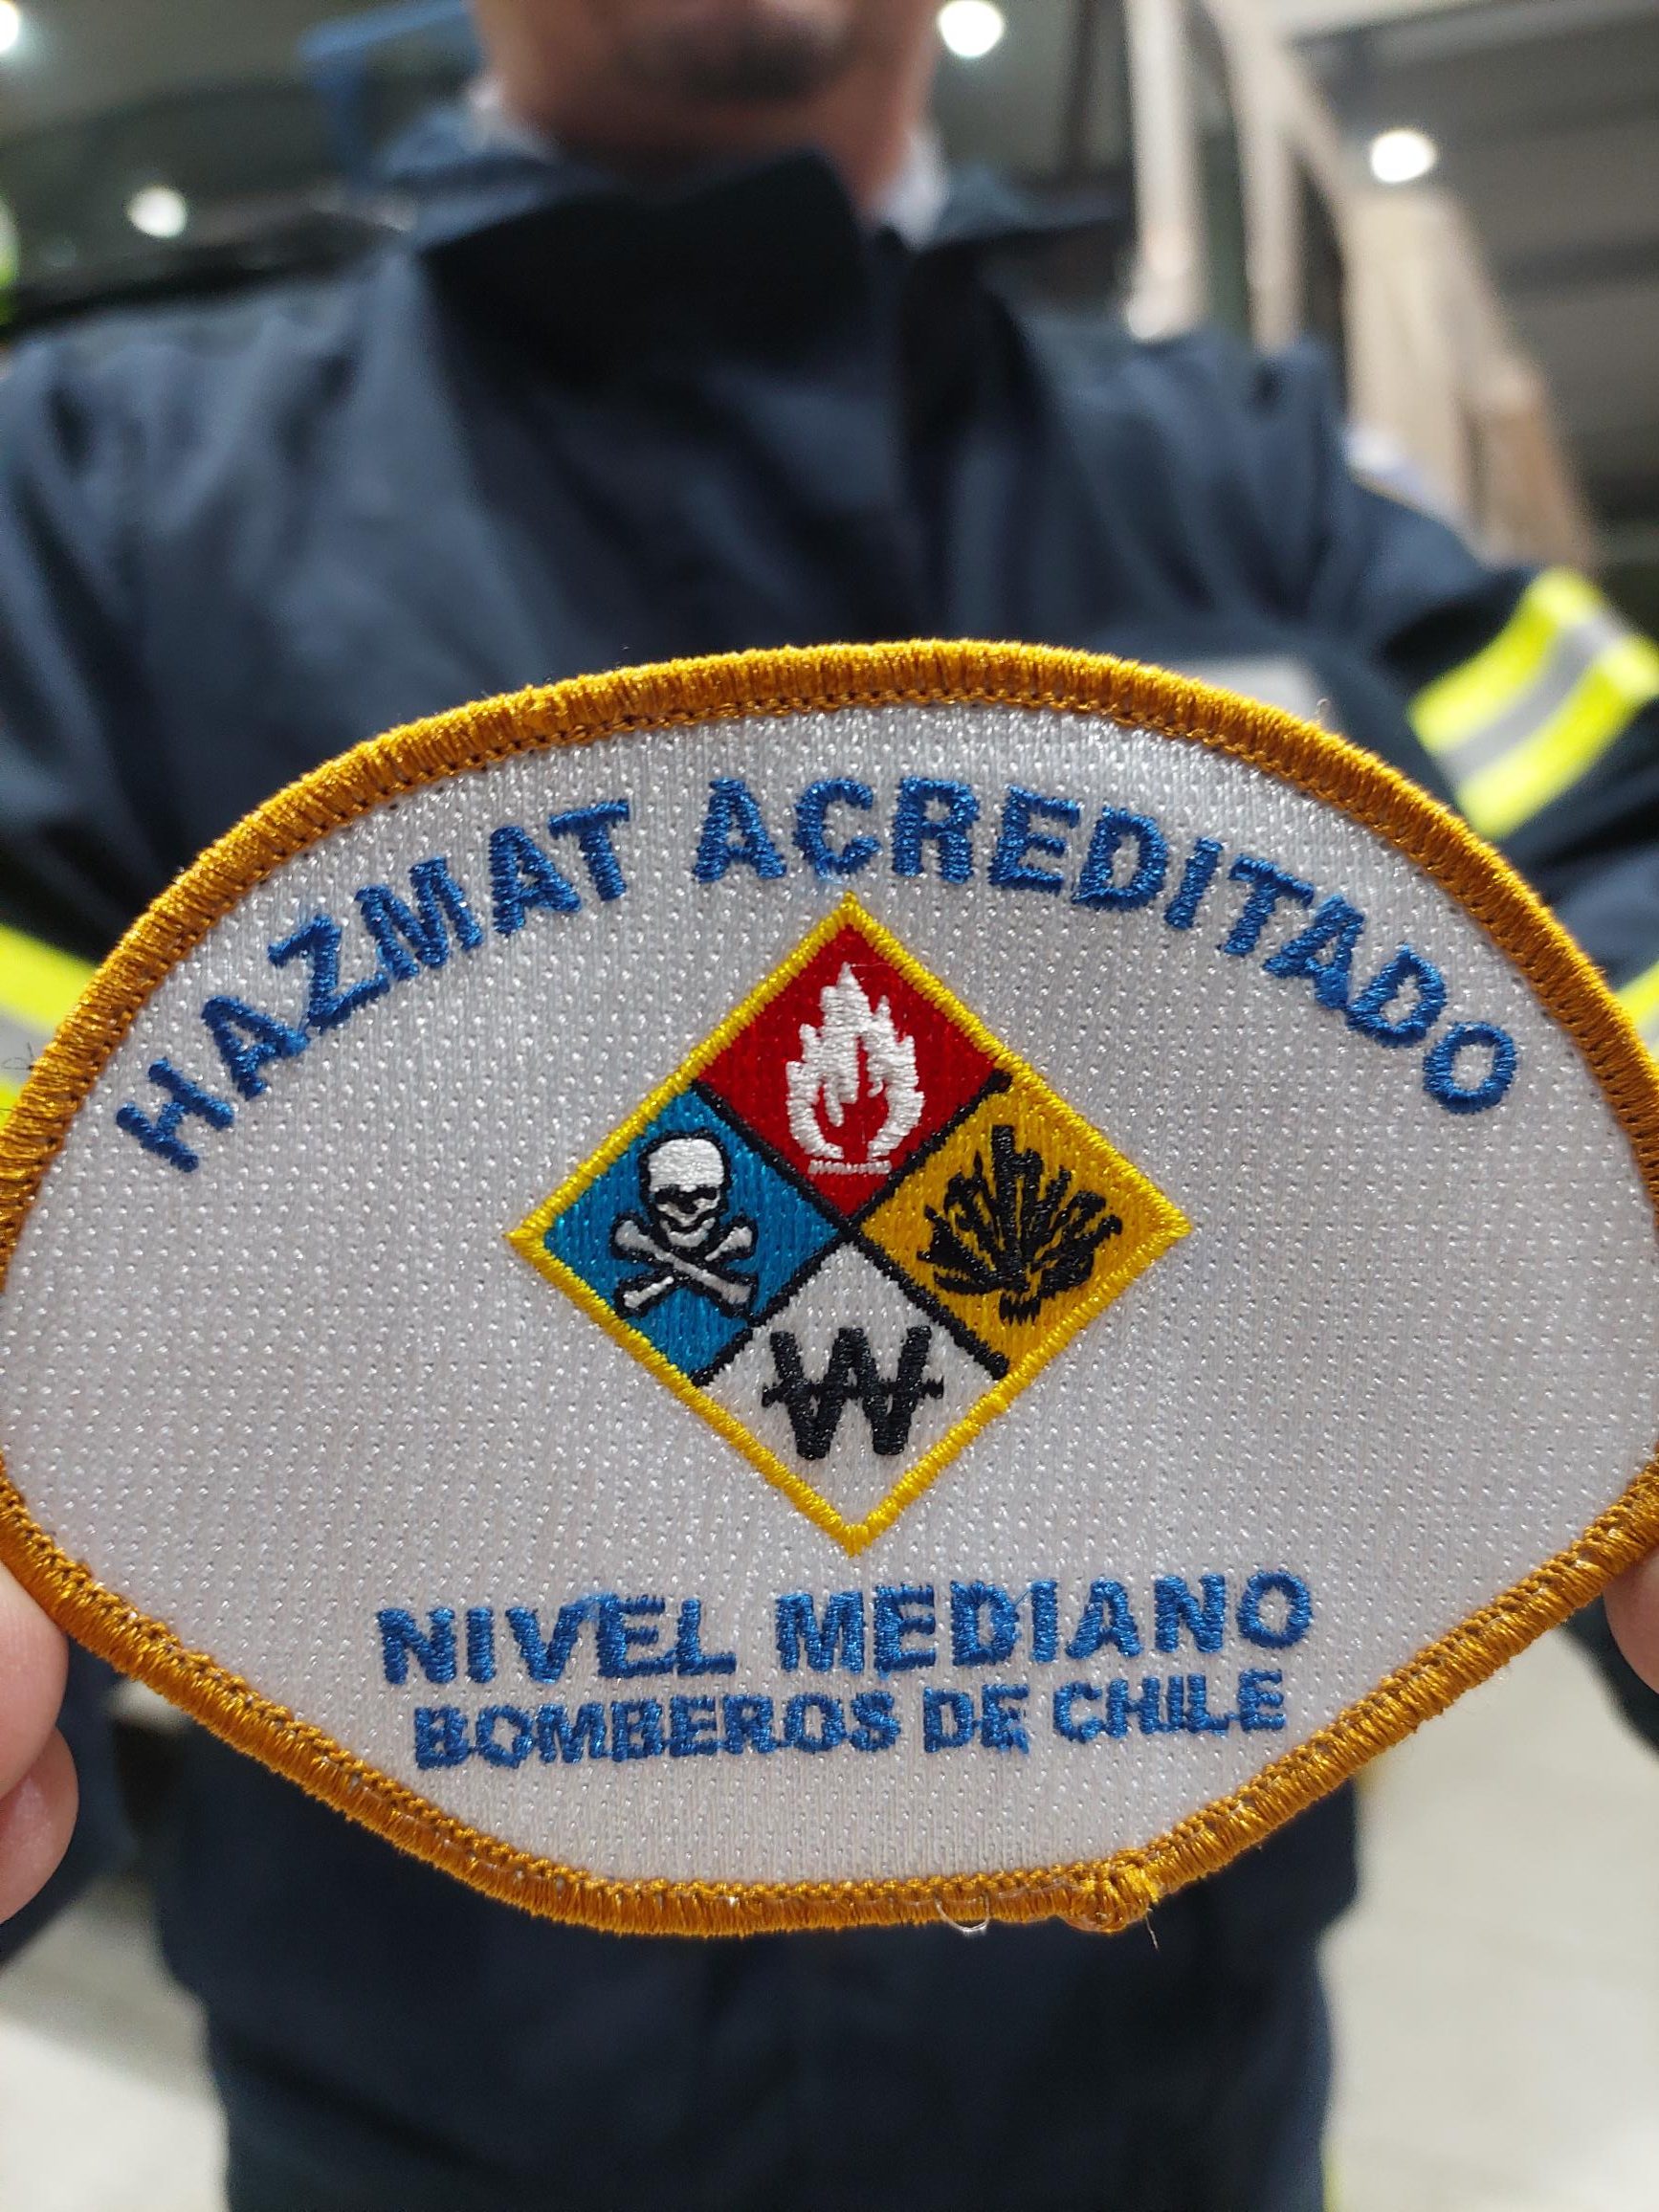 HAZMAT ACREDITADO
W
NIVEL MEDIANO
BOMBEROS DE CHILE